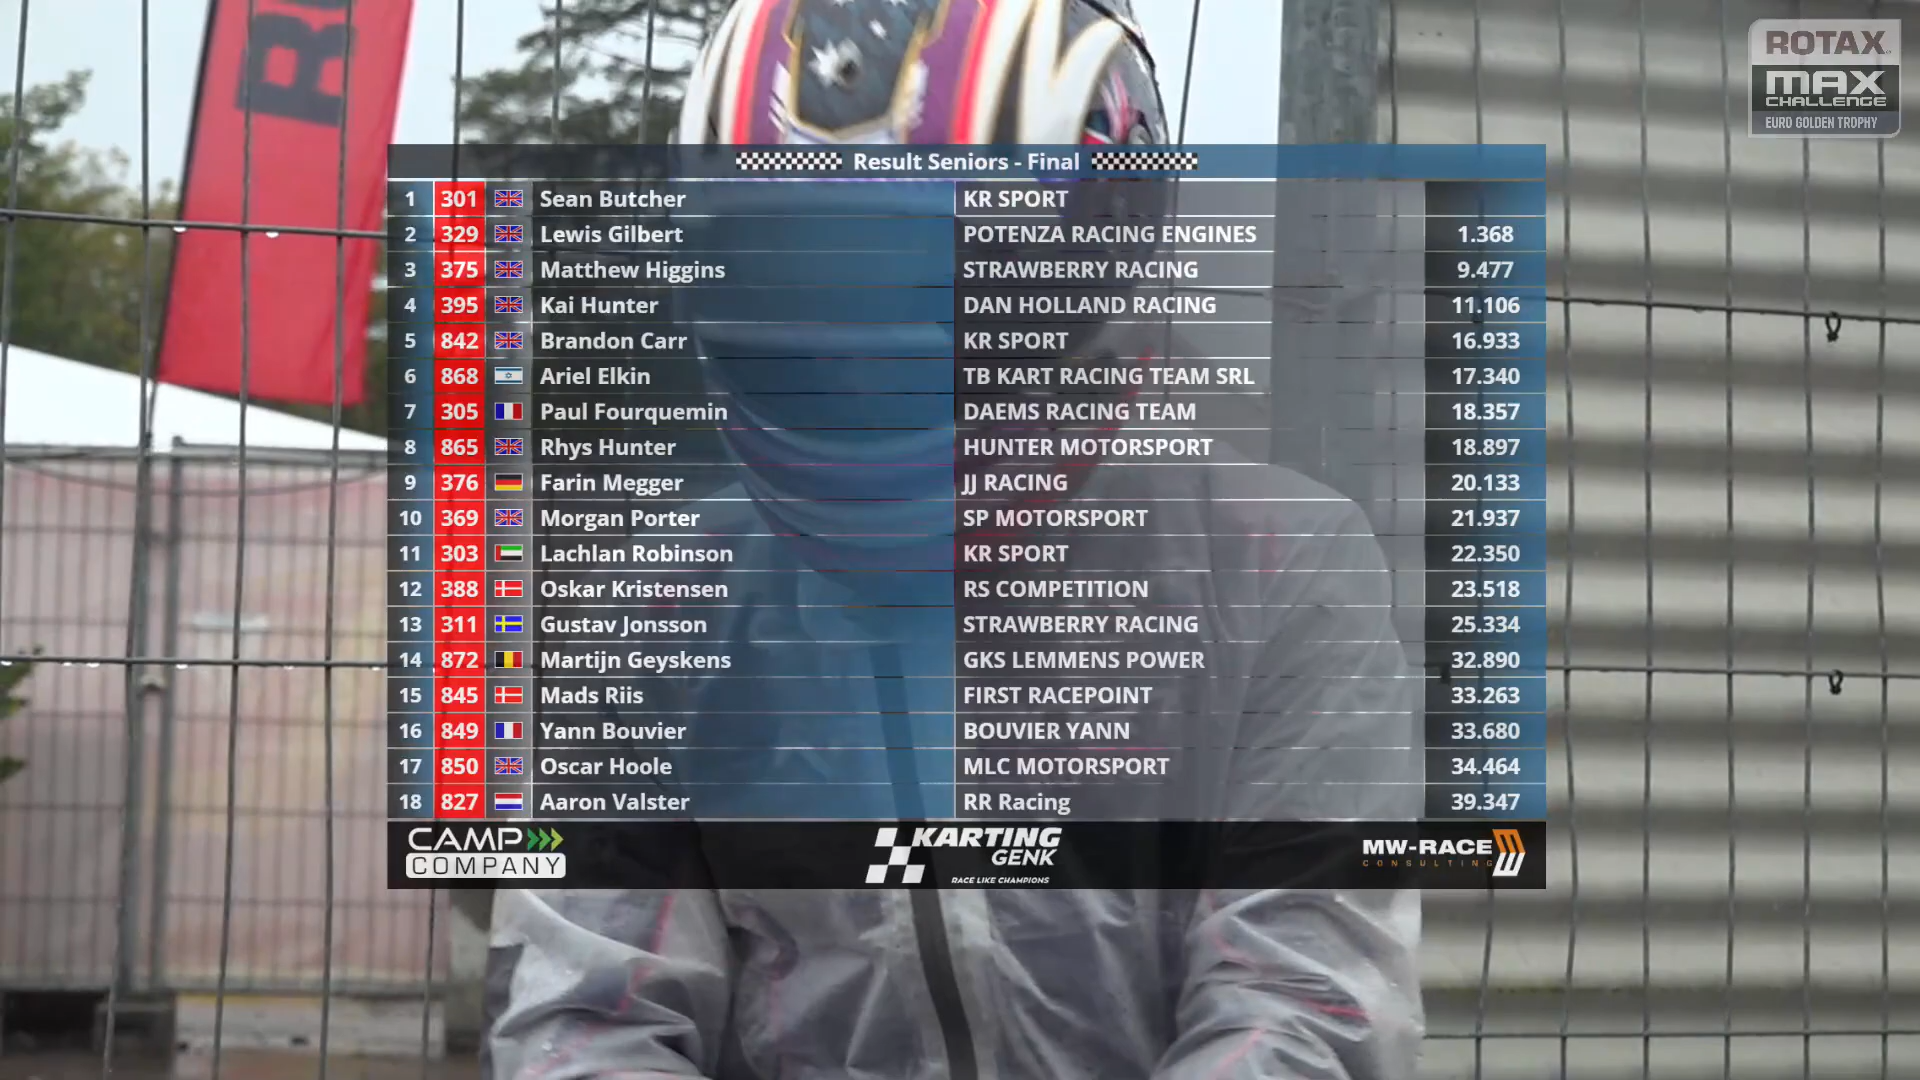 ROTAX
MAX
CHALLENGE
EURO GOLDEN TROPHY
Result Seniors - Final
1 301 Sean Butcher KR SPORT
2 329 Lewis Gilbert POTENZA RACING ENGINES 1.368
3 375 Matthew Higgins STRAWBERRY RACING 9.477
4 395 Kai Hunter DAN HOLLAND RACING 11.106
5 842 Brandon Carr KR SPORT 16.933
6 868 Ariel Elkin TB KART RACING TEAM SRL 17.340
7 305 Paul Fourquemin DAEMS RACING TEAM 18.357
8 865 Rhys Hunter HUNTER MOTORSPORT 18.897
9 376 Farin Megger JJ RACING 20.133
10 369 Morgan Porter SP MOTORSPORT 21.937
11 303 Lachlan Robinson KR SPORT 22.350
12 388 Oskar Kristensen RS COMPETITION 23.518
13 311 Gustav Jonsson STRAWBERRY RACING 25.334
14 872 Martijn Geyskens GKS LEMMENS POWER 32.890
15 845 Mads Riis FIRST RACEPOINT 33.263
16 849 Yann Bouvier BOUVIER YANN 33.680
17 850 Oscar Hoole MLC MOTORSPORT 34.464
18 827 Aaron Valster RR Racing 39.347
CAMP
COMPANY
KARTING
GENK
RACE LIKE CHAMPIONS
MW-RACE
CONSULTING